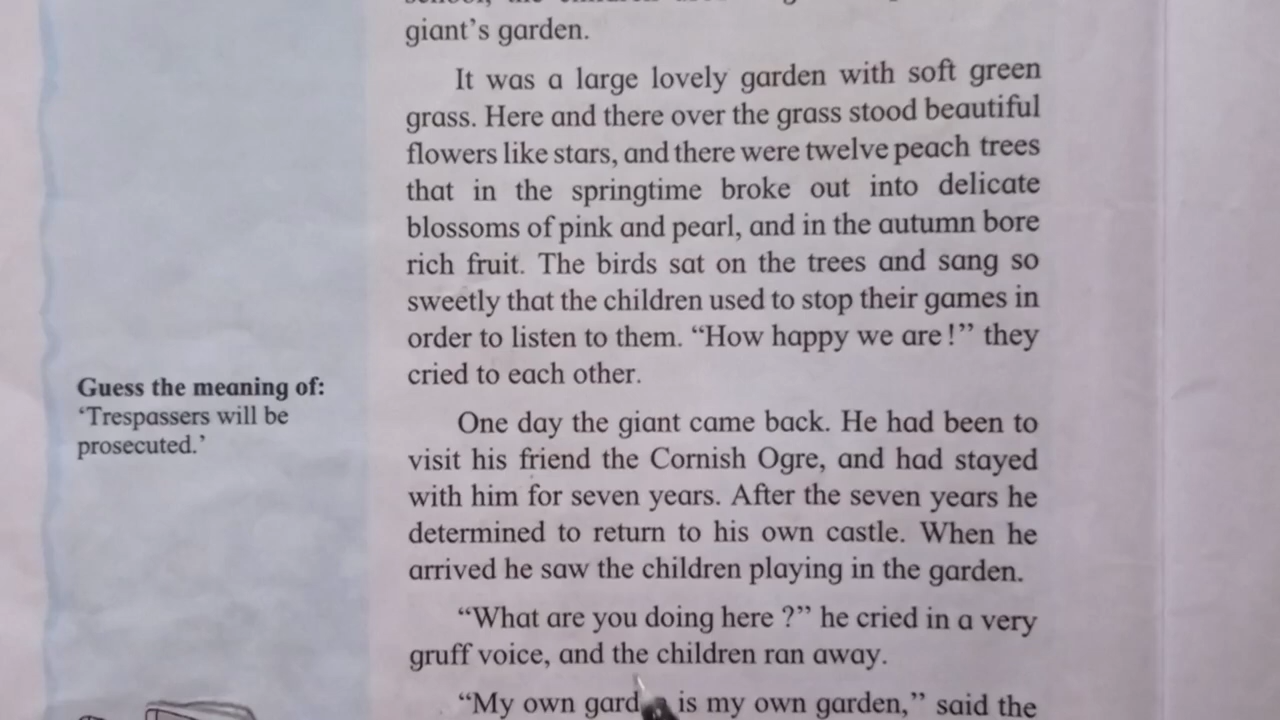 giant's garden.
It was a large lovely garden with soft green
grass. Here and there over the grass stood beautiful
flowers like stars, and there were twelve peach trees
that in the springtime broke out into delicate
blossoms of pink and pearl, and in the autumn bore
rich fruit. The birds sat on the trees and sang so
sweetly that the children used to stop their games in
order to listen to them. “How happy we are!” they
cried to each other.
Guess the meaning of:
‘Trespassers will be
prosecuted.’
One day the giant came back. He had been to
visit his friend the Cornish Ogre, and had stayed
with him for seven years. After the seven years he
determined to return to his own castle. When he
arrived he saw the children playing in the garden.
“What are you doing here ?” he cried in a very
gruff voice, and the children ran away.
“My own is my own garden,” said the